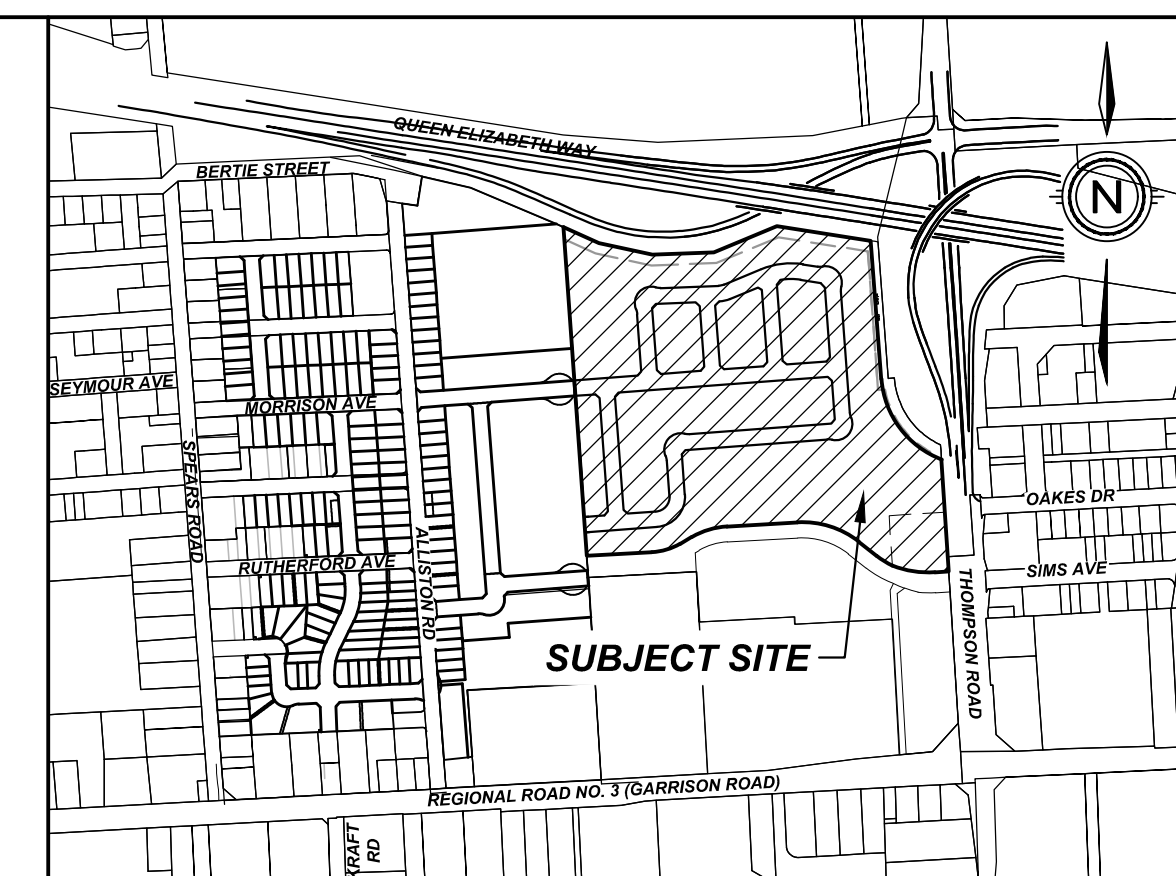 QUEEN ELIZABETH WAY
BERTIE STREET
N
SEYMOUR AVE
MORRISON AVE
SPEARS ROAD
OAKES DR
ALLISTON RD
RUTHERFORD AVE
SIMS AVE
THOMPSON ROAD
SUBJECT SITE
REGIONAL ROAD NO. 3 (GARRISON ROAD)
KRAFT
RD